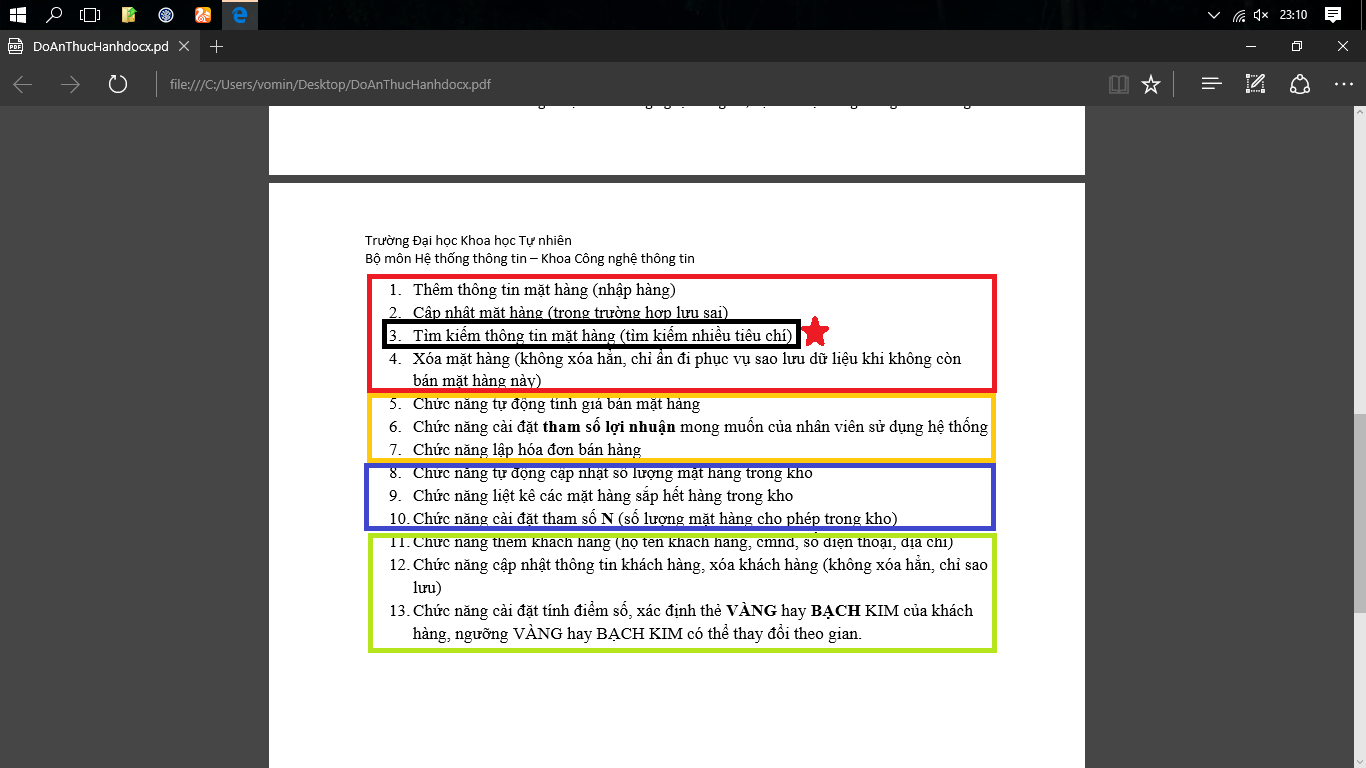 23:10
DoAnThucHanhdocx.pd
file:///C:/Users/vomin/Desktop/DoAnThucHanhdocx.pdf
Trường Đại học Khoa học Tự nhiên
Bộ môn Hệ thống thông tin – Khoa Công nghệ thông tin
1. Thêm thông tin mặt hàng (nhập hàng)
2. Cập nhật mặt hàng (trong trường hợp lưu sai)
3. Tìm kiếm thông tin mặt hàng (tìm kiếm nhiều tiêu chí)
4. Xóa mặt hàng (không xóa hẳn, chỉ ẩn đi phục vụ sao lưu dữ liệu khi không còn
bán mặt hàng này)
5. Chức năng tự động tính giá bán mặt hàng
6. Chức năng cài đặt tham số lợi nhuận mong muốn của nhân viên sử dụng hệ thống
7. Chức năng lập hóa đơn bán hàng
8. Chức năng tự động cập nhật số lượng mặt hàng trong kho
9. Chức năng liệt kê các mặt hàng sắp hết hàng trong kho
10. Chức năng cài đặt tham số N (số lượng mặt hàng cho phép trong kho)
11. Chức năng thêm khách hàng (họ tên khách hàng, cmnd, số điện thoại, địa chỉ)
12. Chức năng cập nhật thông tin khách hàng, xóa khách hàng (không xóa hẳn, chỉ sao
lưu)
13. Chức năng cài đặt tính điểm số, xác định thẻ VÀNG hay BẠCH KIM của khách
hàng, ngưỡng VÀNG hay BẠCH KIM có thể thay đổi theo gian.